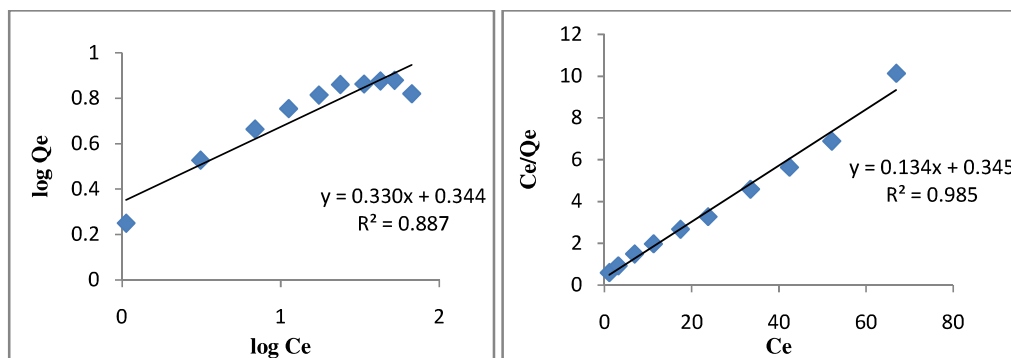 1
0.8
0.6
0.4
0.2
0
log Qe
y = 0.330x + 0.344
R² = 0.887
0 1 2
log Ce
12
10
8
6
4
2
0
Ce/Qe
y = 0.134x + 0.345
R² = 0.985
0 20 40 60 80
Ce